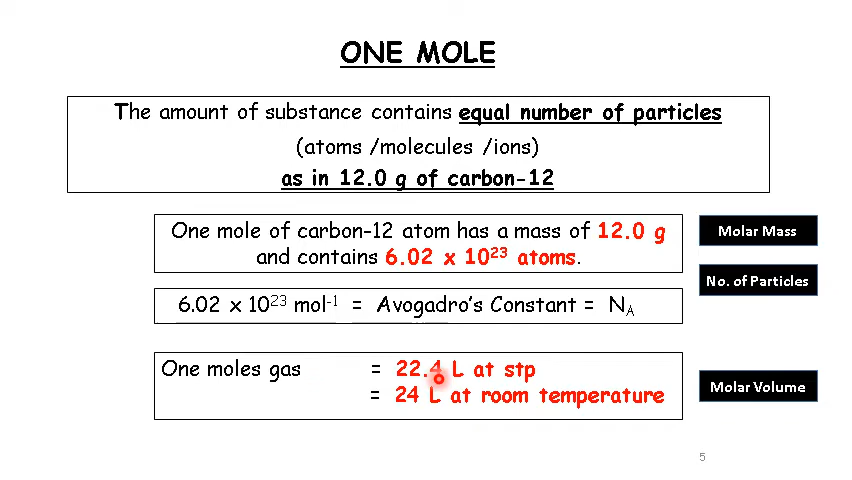 ONE MOLE
The amount of substance contains equal number of particles
(atoms /molecules /ions)
as in 12.0 g of carbon-12
One mole of carbon-12 atom has a mass of 12.0 g
and contains 6.02 x 10²³ atoms.
Molar Mass
No. of Particles
6.02 x 10²³ mol⁻¹ = Avogadro's Constant = N_A
One moles gas = 22.4 L at stp
= 24 L at room temperature
Molar Volume
5